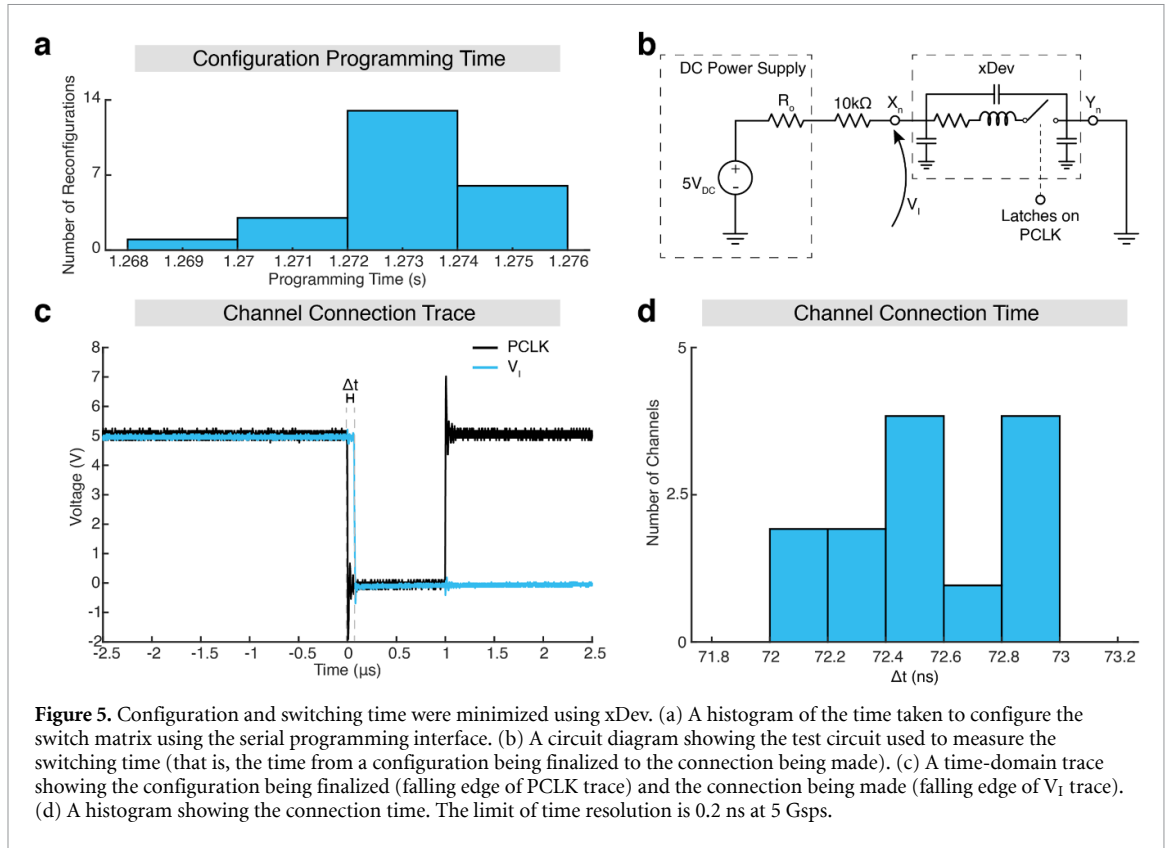 a
Configuration Programming Time
Number of Reconfigurations
14
7
0
1.268 1.269 1.27 1.271 1.272 1.273 1.274 1.275 1.276
Programming Time (s)
b
DC Power Supply
xDev
Ro
10kΩ
Xn
Yn
+
-
5VDC
VI
Latches on
PCLK
c
Channel Connection Trace
PCLK
VI
Δt
Voltage (V)
8
7
6
5
4
3
2
1
0
-1
-2
-2.5 -2 -1.5 -1 -0.5 0 0.5 1 1.5 2 2.5
Time (µs)
d
Channel Connection Time
Number of Channels
5
2.5
0
71.8 72 72.2 72.4 72.6 72.8 73 73.2
Δt (ns)
Figure 5. Configuration and switching time were minimized using xDev. (a) A histogram of the time taken to configure the
switch matrix using the serial programming interface. (b) A circuit diagram showing the test circuit used to measure the
switching time (that is, the time from a configuration being finalized to the connection being made). (c) A time-domain trace
showing the configuration being finalized (falling edge of PCLK trace) and the connection being made (falling edge of VI trace).
(d) A histogram showing the connection time. The limit of time resolution is 0.2 ns at 5 Gsps.